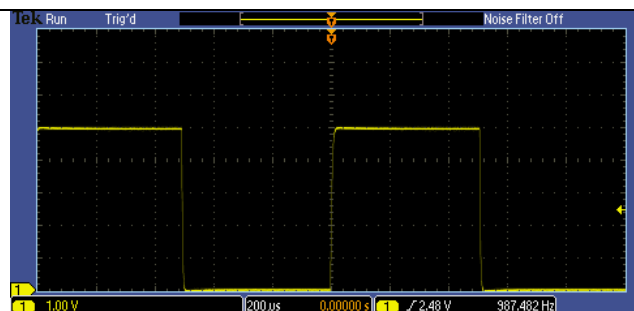 Tek Run Trig'd Noise Filter Off
T
T
1
1 1.00 V 200 µs 0.00000 s 1 ∫ 2.48 V 987.482 Hz